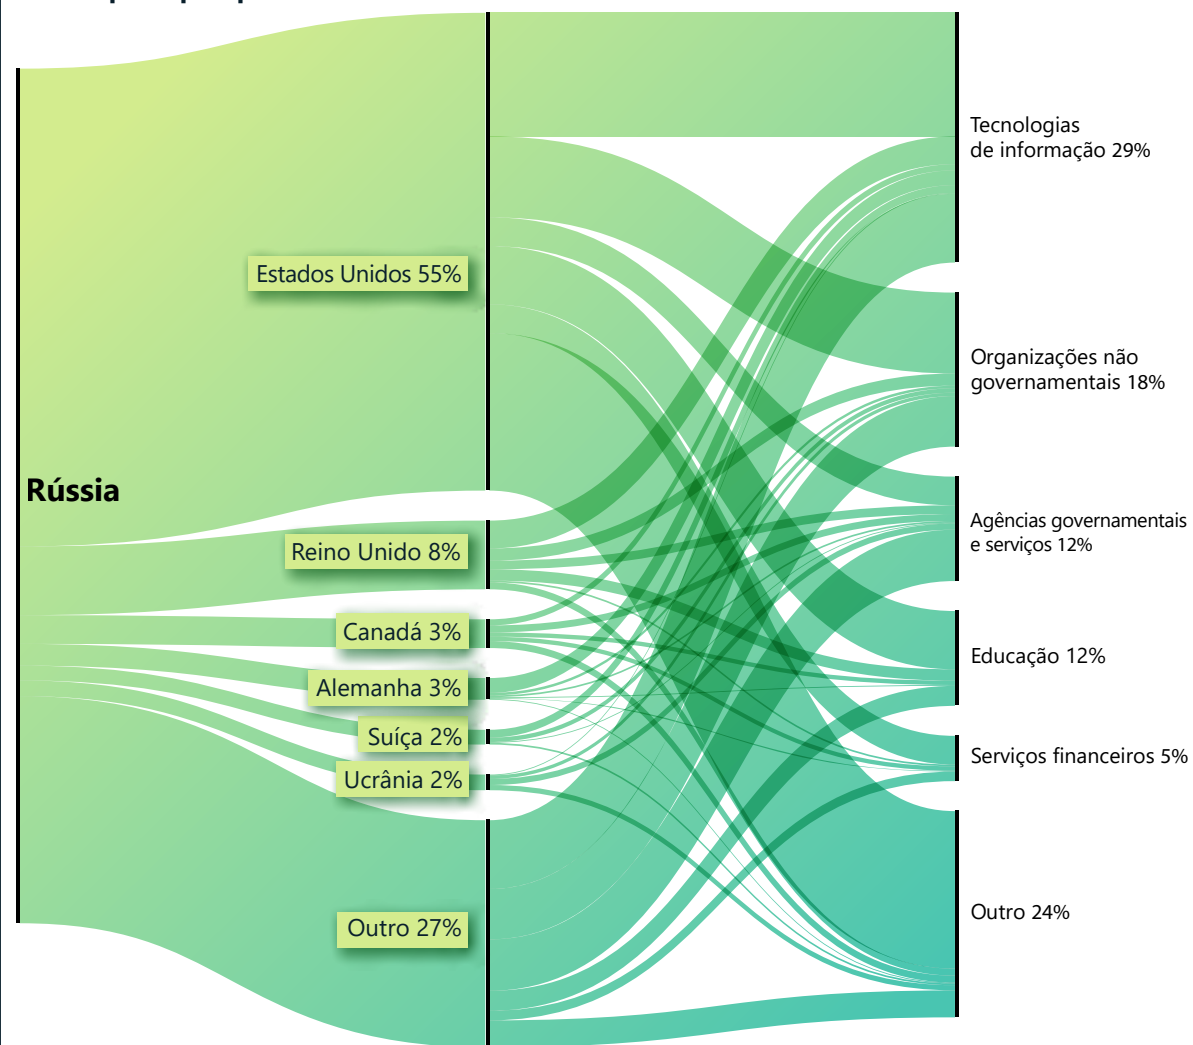 Rússia
Estados Unidos 55%
Reino Unido 8%
Canadá 3%
Alemanha 3%
Suíça 2%
Ucrânia 2%
Outro 27%
Tecnologias
de informação 29%
Organizações não
governamentais 18%
Agências governamentais
e serviços 12%
Educação 12%
Serviços financeiros 5%
Outro 24%